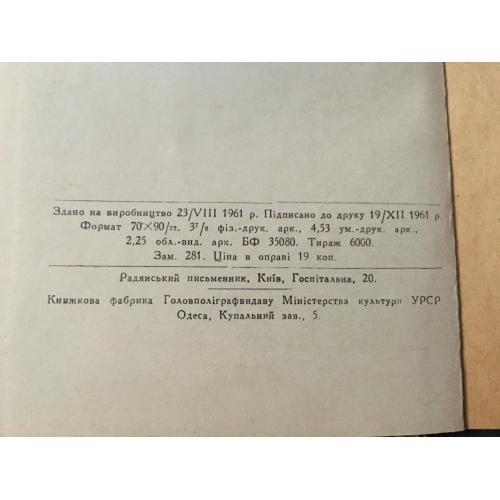 Здано на виробництво 23/VIII 1961 р. Підписано до друку 19/XII 1961 р.
Формат 70×90/32. 3⁷/₈ фіз.-друк. арк., 4,53 ум.-друк. арк.,
2,25 обл.-вид. арк. БФ 35080. Тираж 6000.
Зам. 281. Ціна в оправі 19 коп.
Радянський письменник, Київ, Госпітальна, 20.
Книжкова фабрика Головполіграфвидаву Міністерства культури УРСР
Одеса, Купальний зав., 5.